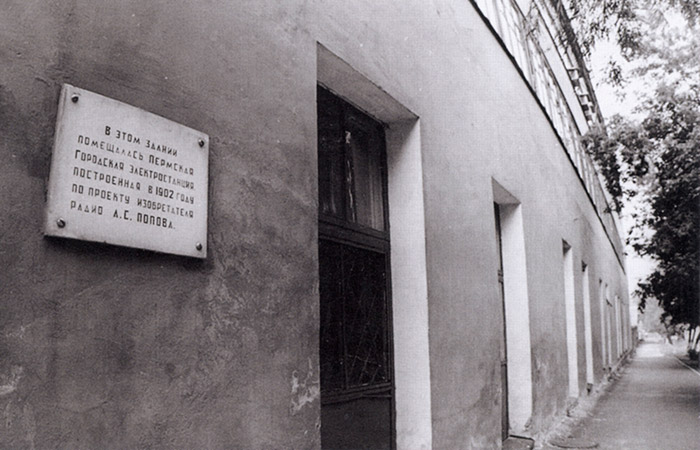 В ЭТОМ ЗДАНИИ
ПОМЕЩАЛАСЬ ПЕРМСКАЯ
ГОРОДСКАЯ ЭЛЕКТРОСТАНЦИЯ
ПОСТРОЕННАЯ В 1902 ГОДУ
ПО ПРОЕКТУ ИЗОБРЕТАТЕЛЯ
РАДИО А.С. ПОПОВА.